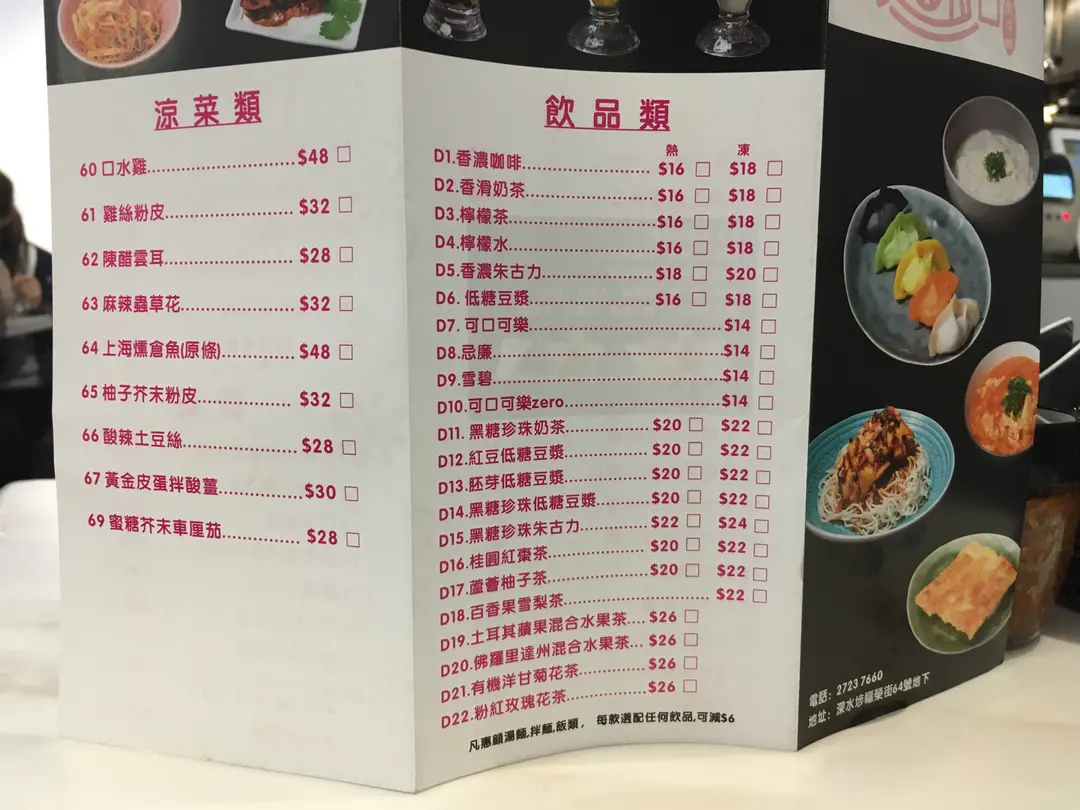 涼菜類
60 口水雞.......................$48 □
61 雞絲粉皮.......................$32 □
62 陳醋雲耳.......................$28 □
63 麻辣蟲草花....................$32 □
64 上海燻倉魚(原條)............$48 □
65 柚子芥末粉皮.................$32 □
66 酸辣土豆絲....................$28 □
67 黃金皮蛋拌酸薑...............$30 □
69 蜜糖芥末車厘茄...............$28 □
飲品類
熱 凍
D1.香濃咖啡....................$16 □ $18 □
D2.香滑奶茶....................$16 □ $18 □
D3.檸檬茶.......................$16 □ $18 □
D4.檸檬水.......................$16 □ $18 □
D5.香濃朱古力.................$18 □ $20 □
D6.低糖豆漿....................$16 □ $18 □
D7.可口可樂....................$14 □
D8.忌廉..........................$14 □
D9.雪碧..........................$14 □
D10.可口可樂zero..............$14 □
D11.黑糖珍珠奶茶..............$20 □ $22 □
D12.紅豆低糖豆漿..............$20 □ $22 □
D13.胚芽低糖豆漿..............$20 □ $22 □
D14.黑糖珍珠低糖豆漿.........$20 □ $22 □
D15.黑糖珍珠朱古力............$22 □ $24 □
D16.桂圓紅棗茶.................$20 □ $22 □
D17.蘆薈柚子茶.................$20 □ $22 □
D18.百香果雪梨茶..............$22 □
D19.土耳其蘋果混合水果茶....$26 □
D20.佛羅里達州混合水果茶...$26 □
D21.有機洋甘菊花茶............$26 □
D22.粉紅玫瑰花茶..............$26 □
凡惠顧湯麵,拌麵,飯類, 每款選配任何飲品,可減$6
電話: 2723 7660
地址: 深水埗福榮街64號地下